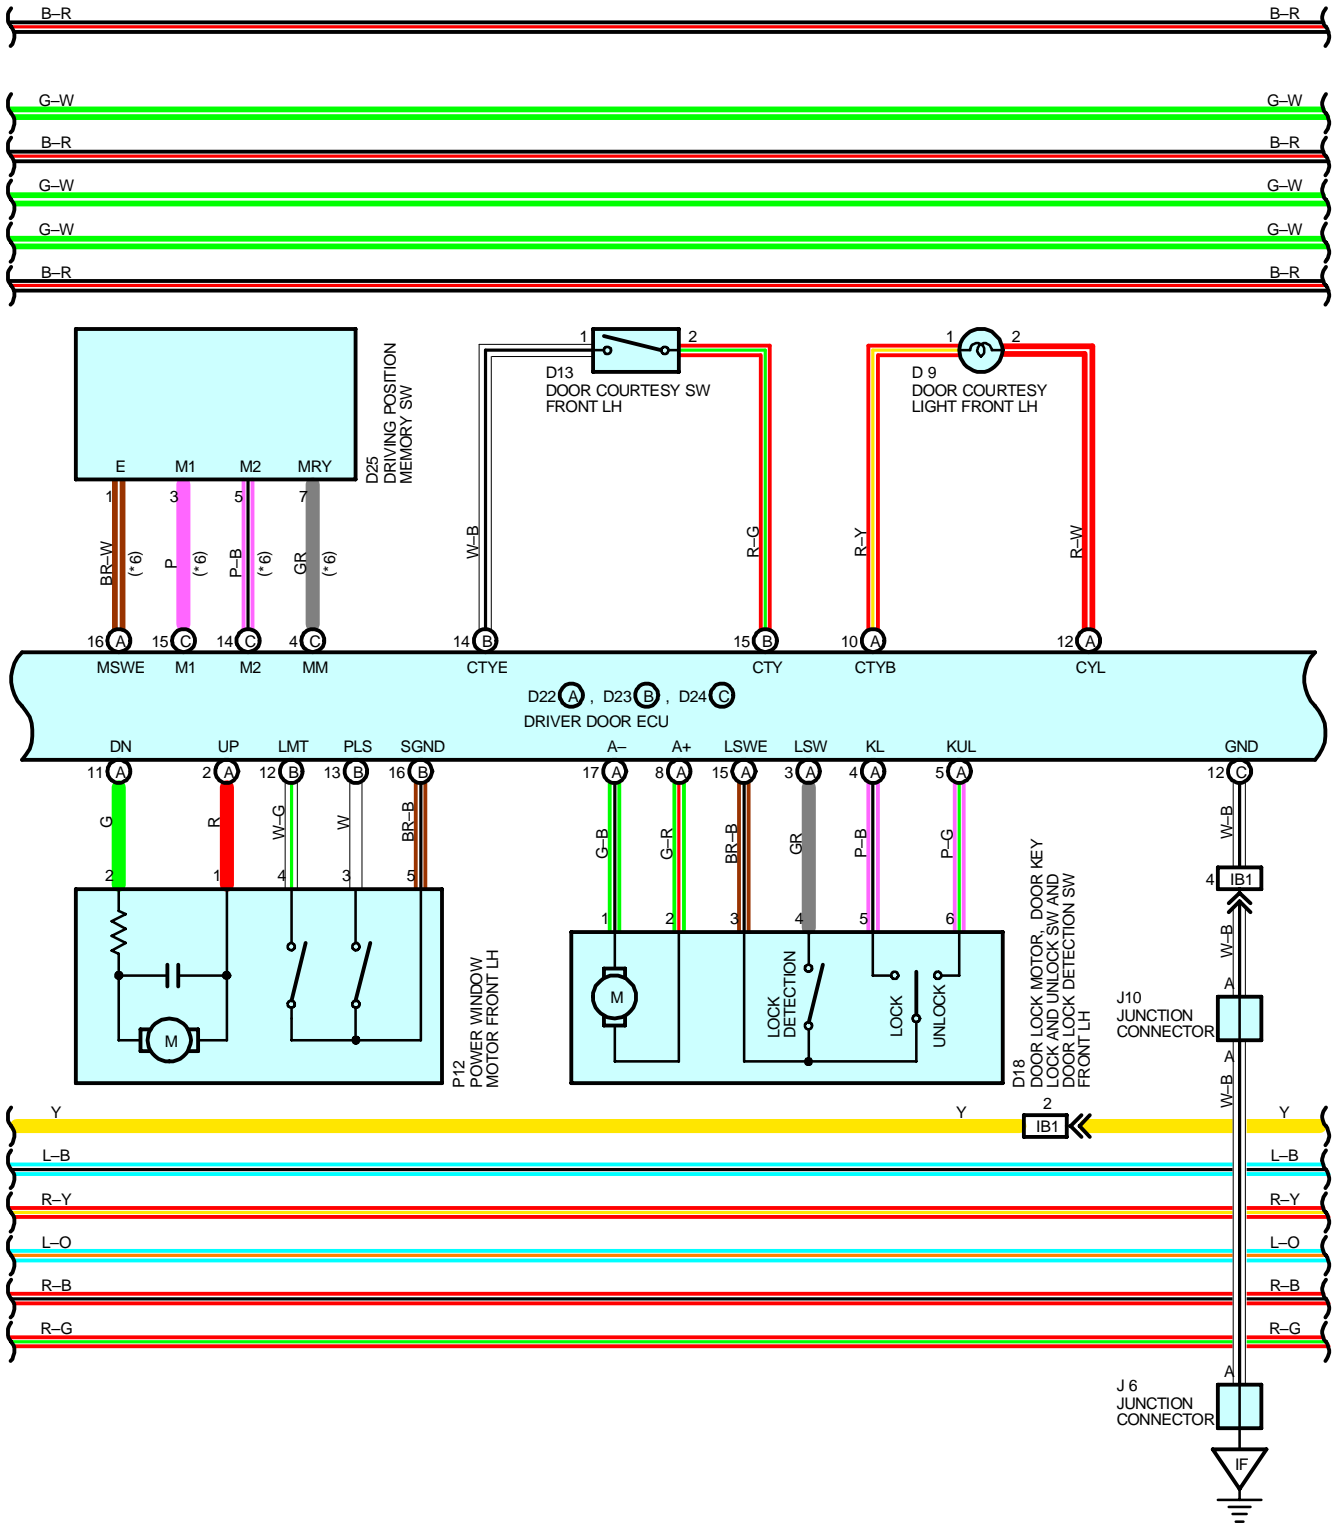 B–R B–R
G–W G–W
B–R B–R
G–W G–W
G–W G–W
B–R B–R
1 2
D13
DOOR COURTESY SW
FRONT LH
1 2
D 9
DOOR COURTESY
LIGHT FRONT LH
D25
DRIVING POSITION
MEMORY SW
E M1 M2 MRY
1 3 5 7
BR–W (*6) P (*6) P–B (*6) GR (*6)
W–B R–G R–Y R–W
16 A 15 C 14 C 4 C 14 B 15 B 10 A 12 A
MSWE M1 M2 MM CTYE CTY CTYB CYL
D22 A , D23 B , D24 C
DRIVER DOOR ECU
DN UP LMT PLS SGND A– A+ LSWE LSW KL KUL GND
11 A 2 A 12 B 13 B 16 B 17 A 8 A 15 A 3 A 4 A 5 A 12 C
G R W–G W BR–B G–B G–R BR–B GR P–B P–G W–B
2 1 4 3 5
4 IB1
1 2 3 4 5 6
W–B
M
P12
POWER WINDOW
MOTOR FRONT LH
M
LOCK
DETECTION
LOCK
UNLOCK
D18
DOOR LOCK MOTOR, DOOR KEY
LOCK AND UNLOCK SW AND
DOOR LOCK DETECTION SW
FRONT LH
A
J10
JUNCTION
CONNECTOR
A
W–B
Y Y 2 Y
IB1
L–B L–B
R–Y R–Y
L–O L–O
R–B R–B
R–G R–G
A
J 6
JUNCTION
CONNECTOR
IF